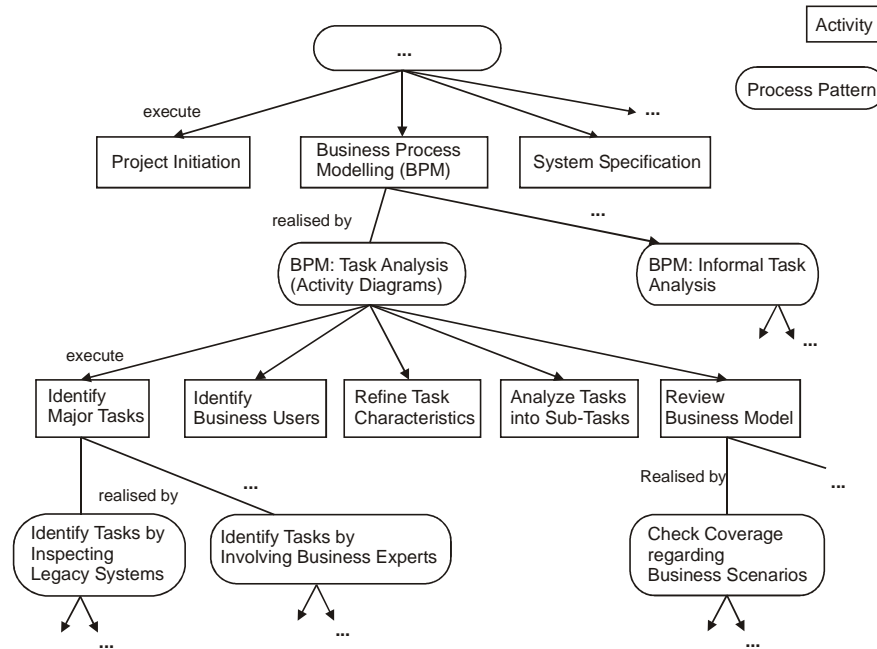 Activity
...
Process Pattern
execute
...
Project Initiation
Business Process
Modelling (BPM)
System Specification
realised by
...
BPM: Task Analysis
(Activity Diagrams)
BPM: Informal Task
Analysis
execute
...
Identify
Major Tasks
Identify
Business Users
Refine Task
Characteristics
Analyze Tasks
into Sub-Tasks
Review
Business Model
realised by
...
Realised by
...
Identify Tasks by
Inspecting
Legacy Systems
Identify Tasks by
Involving Business Experts
Check Coverage
regarding
Business Scenarios
...
...
...